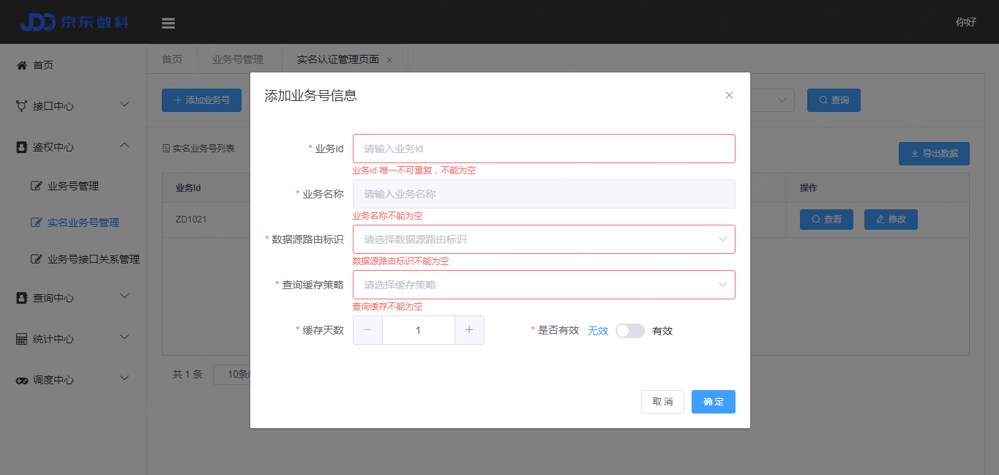 JDD 京东数科
你好
首页
接口中心
鉴权中心
业务号管理
实名业务号管理
业务号接口关系管理
查询中心
统计中心
调度中心
首页 业务号管理 实名认证管理页面 ×
+ 添加业务号
查询
实名业务号列表
导出数据
业务Id
操作
ZD1021
查看 修改
共 1 条 10条/
添加业务号信息
* 业务id 请输入业务id
业务id 唯一不可重复，不能为空
* 业务名称 请输入业务名称
业务名称不能为空
* 数据源路由标识 请选择数据源路由标识
数据源路由标识不能为空
* 查询缓存策略 请选择缓存策略
查询缓存不能为空
* 缓存天数 − 1 + * 是否有效 无效 有效
取消 确定